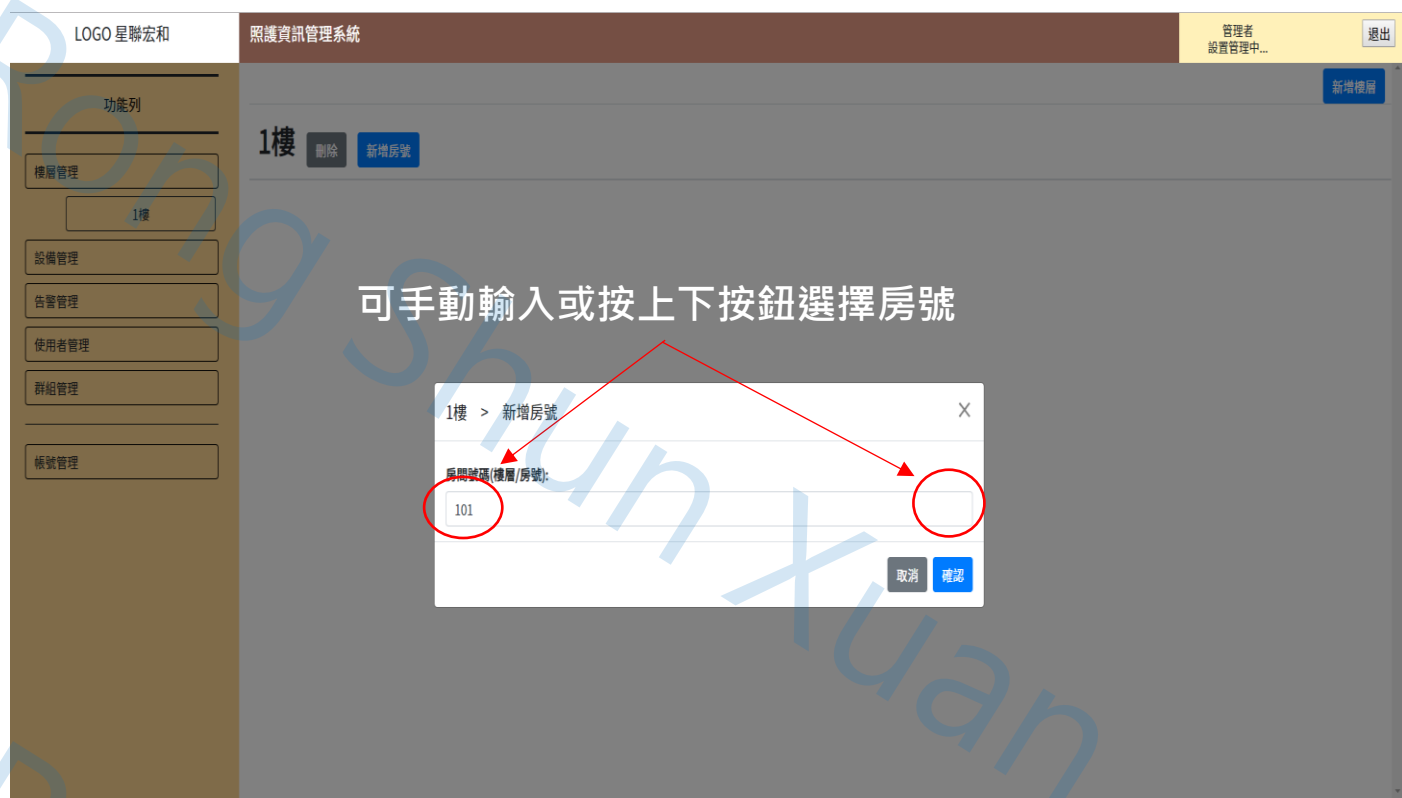 LOGO 星聯宏和
照護資訊管理系統
管理者
設置管理中...
退出
功能列
樓層管理
1樓
設備管理
告警管理
使用者管理
群組管理
帳號管理
新增樓層
1樓 刪除 新增房號
可手動輸入或按上下按鈕選擇房號
1樓 > 新增房號 X
房間號碼(樓層/房號):
101
取消 確認
Rong Shun Xuan
R